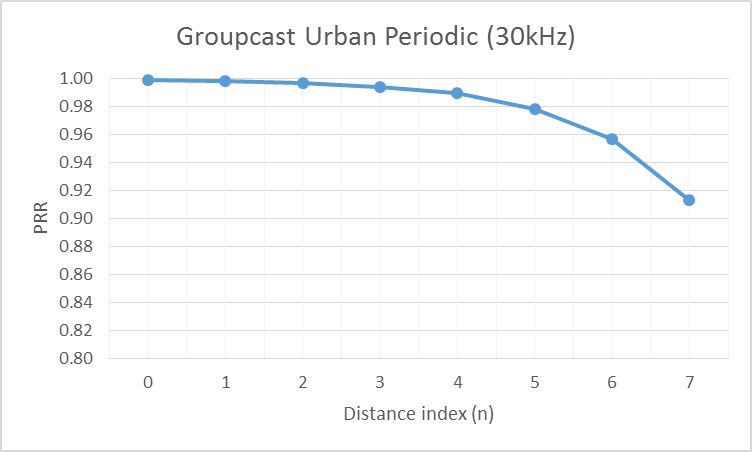 Groupcast Urban Periodic (30kHz)
1.00
0.98
0.96
0.94
0.92
0.90
0.88
0.86
0.84
0.82
0.80
PRR
0 1 2 3 4 5 6 7
Distance index (n)